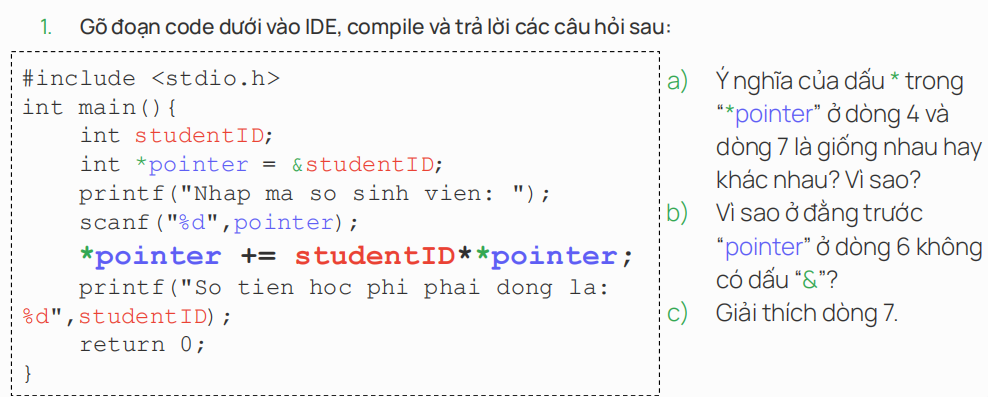 1. Gõ đoạn code dưới vào IDE, compile và trả lời các câu hỏi sau:
#include <stdio.h>
int main(){
    int studentID;
    int *pointer = &studentID;
    printf("Nhap ma so sinh vien: ");
    scanf("%d",pointer);
    *pointer += studentID**pointer;
    printf("So tien hoc phi phai dong la:
%d",studentID);
    return 0;
}
a) Ý nghĩa của dấu * trong
“*pointer” ở dòng 4 và
dòng 7 là giống nhau hay
khác nhau? Vì sao?
b) Vì sao ở đằng trước
“pointer” ở dòng 6 không
có dấu “&”?
c) Giải thích dòng 7.